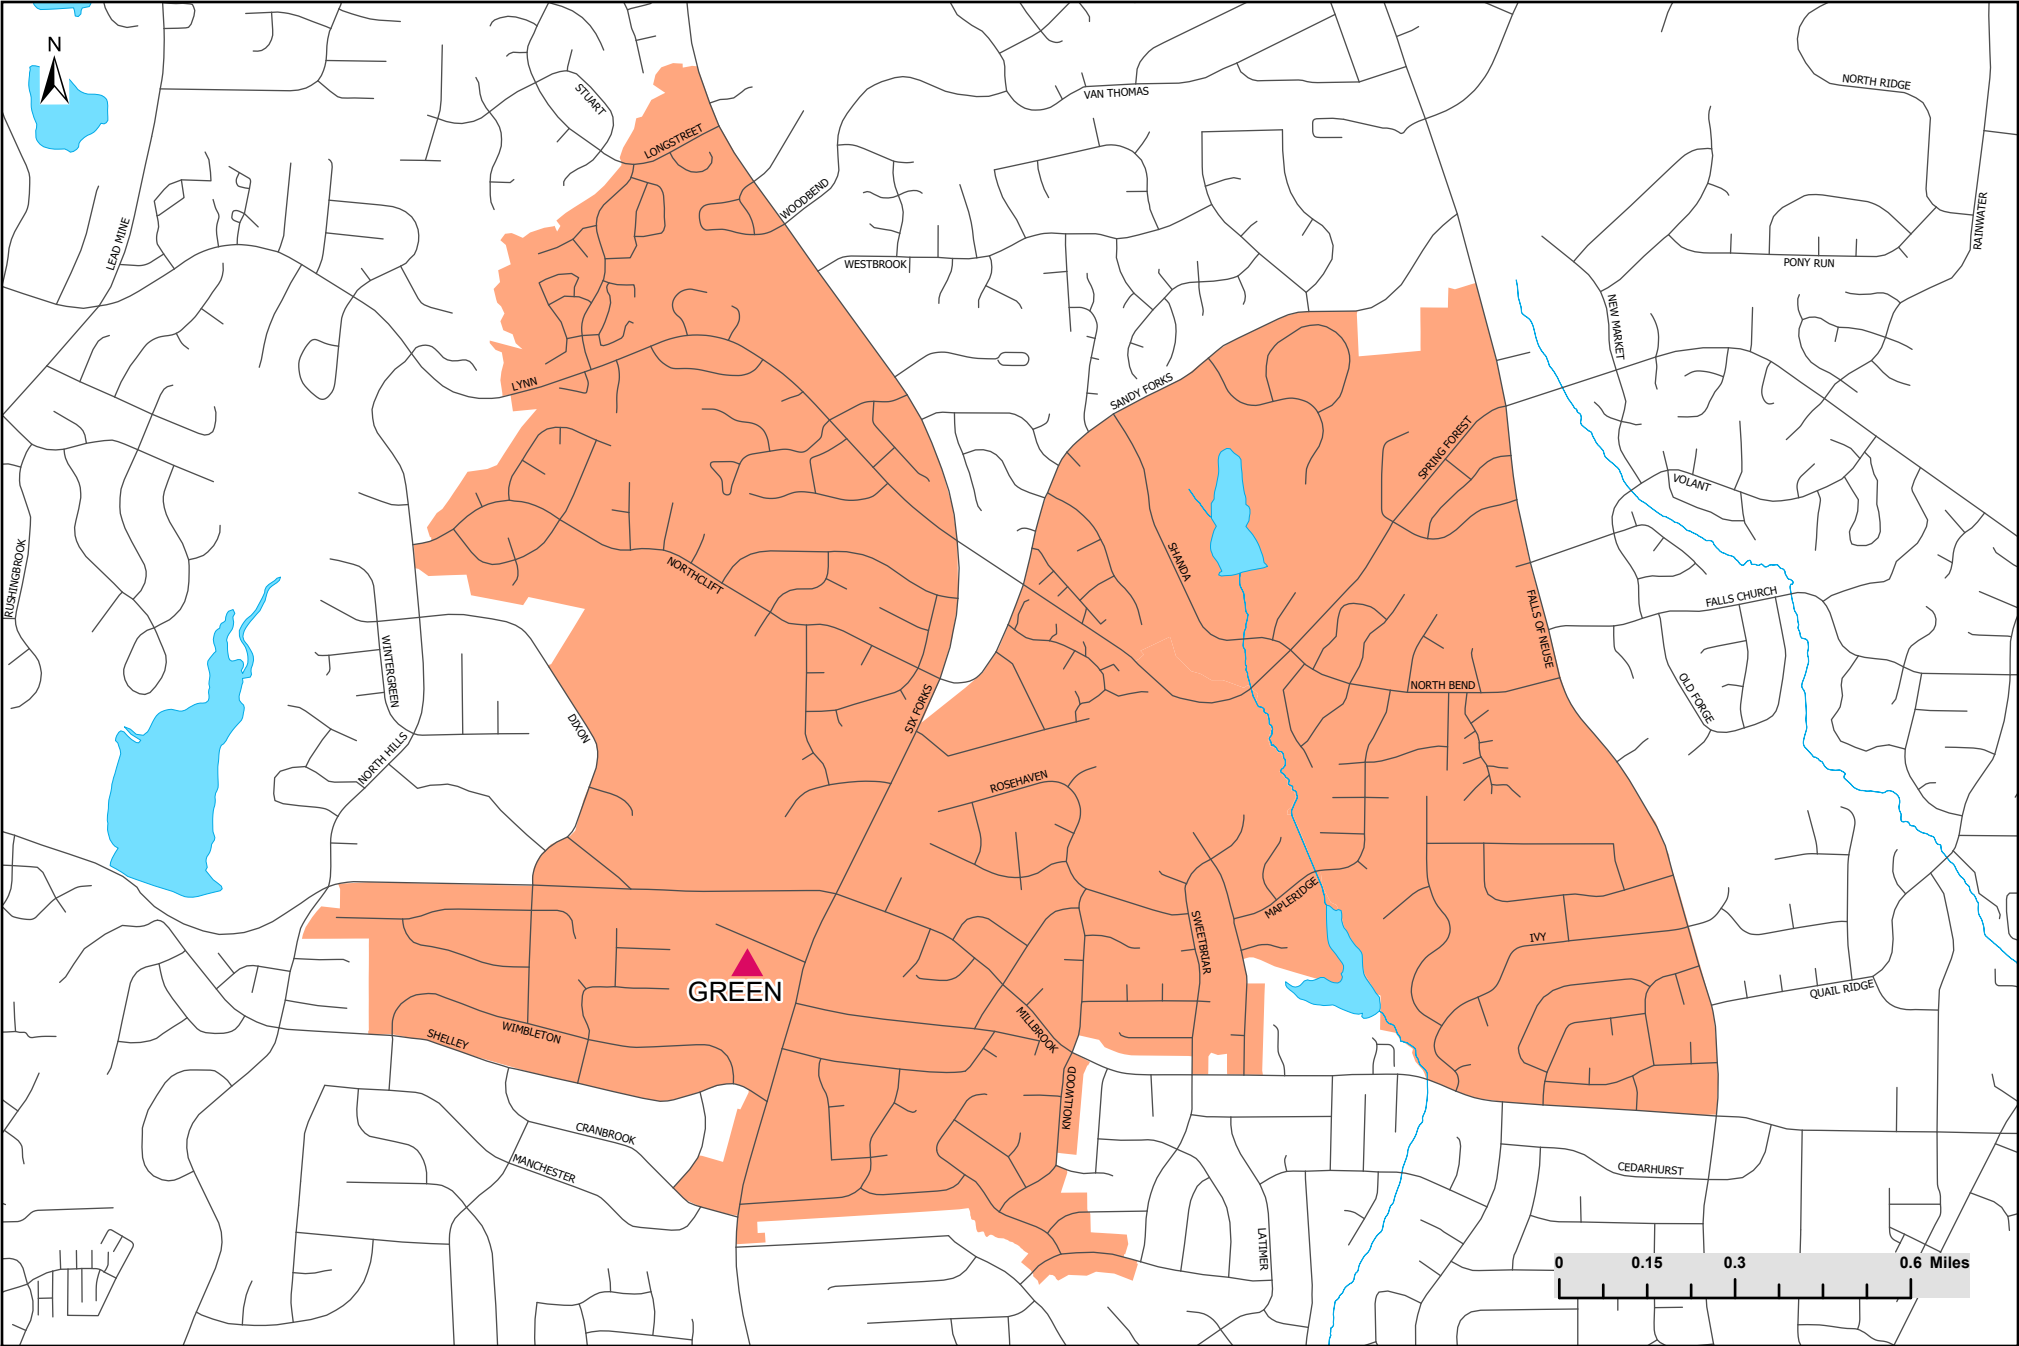 N
STUART
VAN THOMAS
NORTH RIDGE
LONGSTREET
WOODBEND
RAINWATER
LEAD MINE
WESTBROOK
PONY RUN
NEW MARKET
LYNN
SANDY FORKS
SPRING FOREST
VOLANT
RUSHINGBROOK
NORTHCLIFT
SHANDA
FALLS CHURCH
FALLS OF NEUSE
WINTERGREEN
NORTH BEND
OLD FORGE
SIX FORKS
DIXON
NORTH HILLS
ROSEHAVEN
MAPLERIDGE
SWEETBRIAR
IVY
GREEN
QUAIL RIDGE
MILLBROOK
WIMBLETON
SHELLEY
KNOLLWOOD
CRANBROOK
MANCHESTER
CEDARHURST
LATIMER
0 0.15 0.3 0.6 Miles